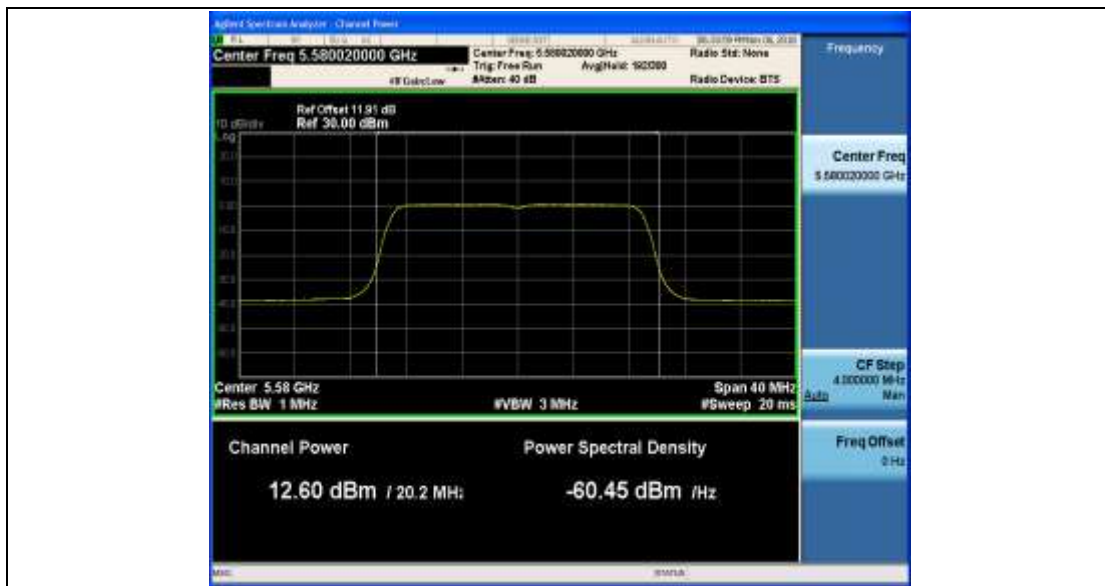 Agilent Spectrum Analyzer - Channel Power
Center Freq 5.580020000 GHz
Center Freq: 5.580020000 GHz
Radio Std: None
Trig: Free Run
Avg|Hold:
#IFGain:Low
#Atten: 40 dB
Radio Device: BTS
Frequency
Ref Offset 11.91 dB
10 dB/div
Ref 30.00 dBm
Log
Center Freq
5.580020000 GHz
Center 5.58 GHz
Span 40 MHz
#Res BW 1 MHz
#VBW 3 MHz
#Sweep 20 ms
CF Step
4.000000 MHz
Auto
Man
Channel Power
Power Spectral Density
Freq Offset
0 Hz
12.60 dBm / 20.2 MHz
-60.45 dBm /Hz
MSG
STATUS